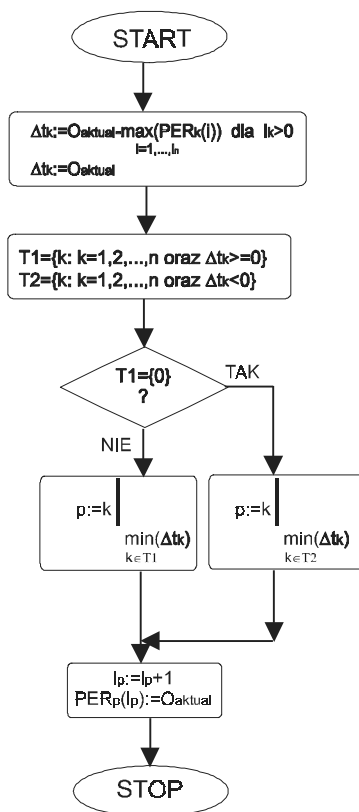 START
Δtk:=Oaktual-max(PERk(i)) dla lk>0
i=1,...,ln
Δtk:=Oaktual
T1={k: k=1,2,...,n oraz Δtk>=0}
T2={k: k=1,2,...,n oraz Δtk<0}
T1={0}
?
TAK
NIE
p:=k
min(Δtk)
k∈T1
p:=k
min(Δtk)
k∈T2
lp:=lp+1
PERp(lp):=Oaktual
STOP